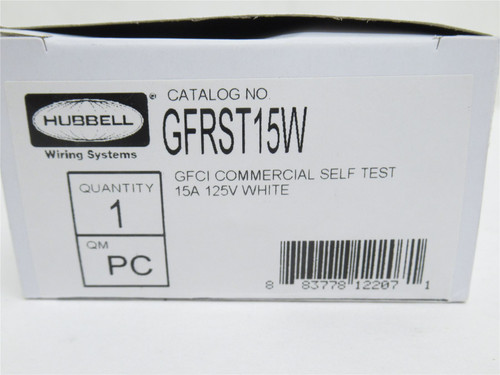 HUBBELL
®
Wiring Systems
CATALOG NO.
GFRST15W
GFCI COMMERCIAL SELF TEST
15A 125V WHITE
QUANTITY
1
QM
PC
8 83778 12207 1